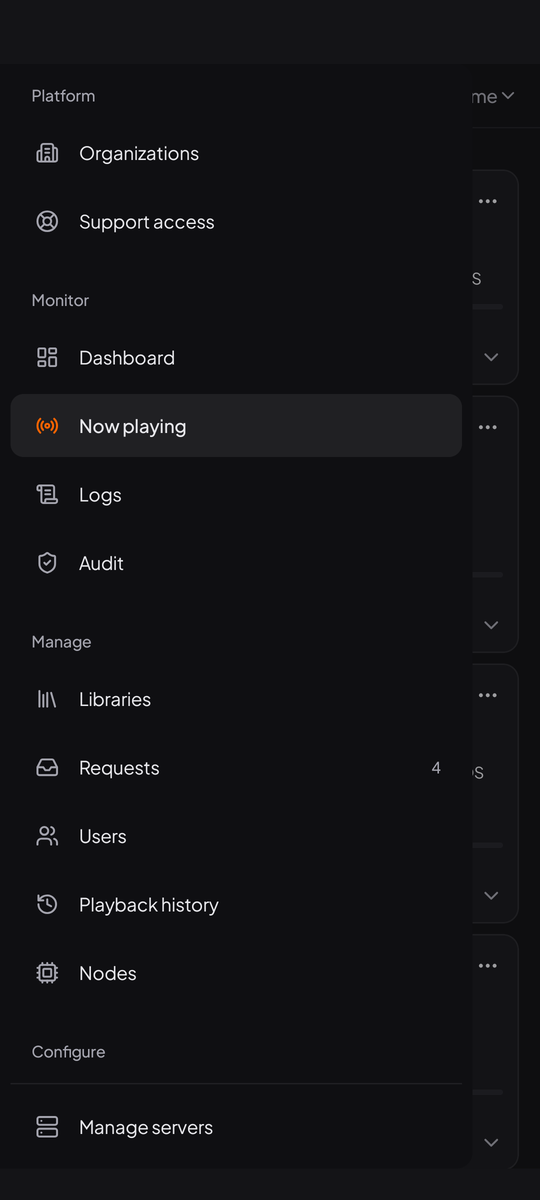 Platform
Organizations
Support access
Monitor
Dashboard
Now playing
Logs
Audit
Manage
Libraries
Requests 4
Users
Playback history
Nodes
Configure
Manage servers